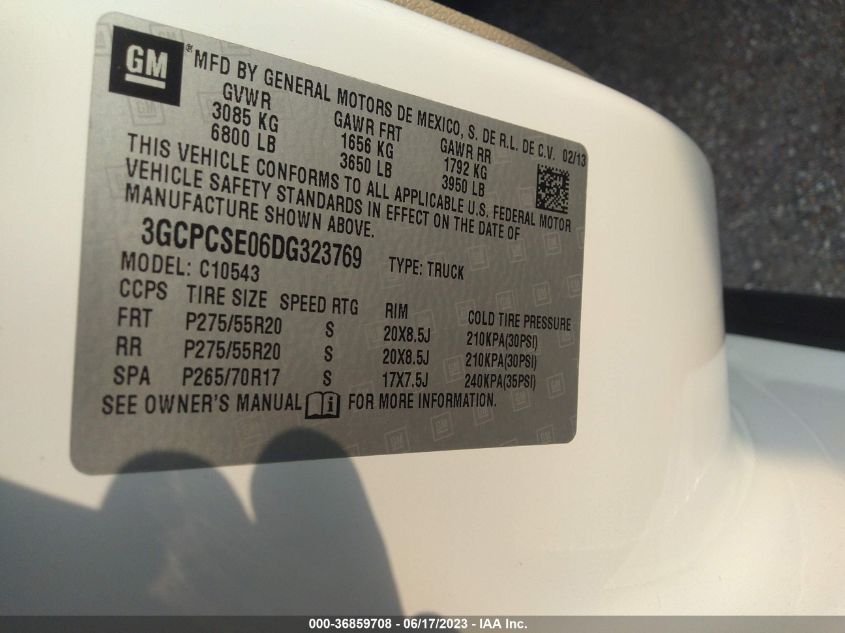 GM ® MFD BY GENERAL MOTORS DE MEXICO, S. DE R.L. DE C.V. 02/13
GVWR GAWR FRT GAWR RR
3085 KG 1656 KG 1792 KG
6800 LB 3650 LB 3950 LB
THIS VEHICLE CONFORMS TO ALL APPLICABLE U.S. FEDERAL MOTOR
VEHICLE SAFETY STANDARDS IN EFFECT ON THE DATE OF
MANUFACTURE SHOWN ABOVE.
3GCPCSE06DG323769 TYPE: TRUCK
MODEL: C10543
CCPS TIRE SIZE SPEED RTG RIM COLD TIRE PRESSURE
FRT P275/55R20 S 20X8.5J 210KPA(30PSI)
RR P275/55R20 S 20X8.5J 210KPA(30PSI)
SPA P265/70R17 S 17X7.5J 240KPA(35PSI)
SEE OWNER'S MANUAL FOR MORE INFORMATION.
000-36859708 - 06/17/2023 - IAA Inc.